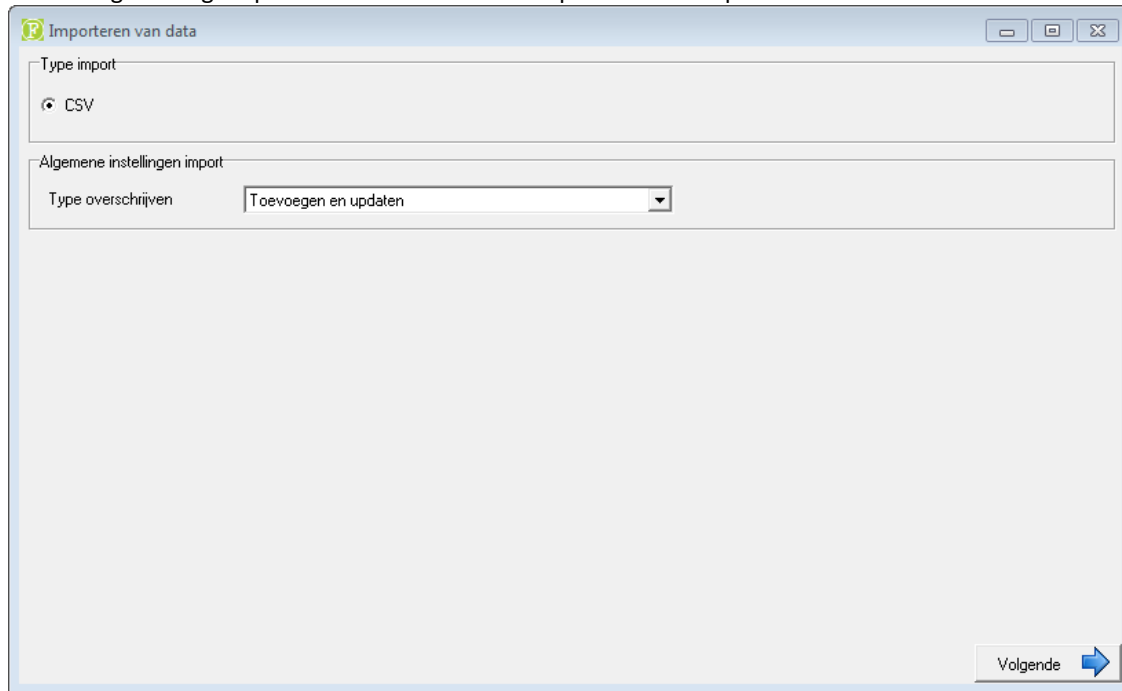 Importeren van data
Type import
CSV
Algemene instellingen import
Type overschrijven Toevoegen en updaten
Volgende